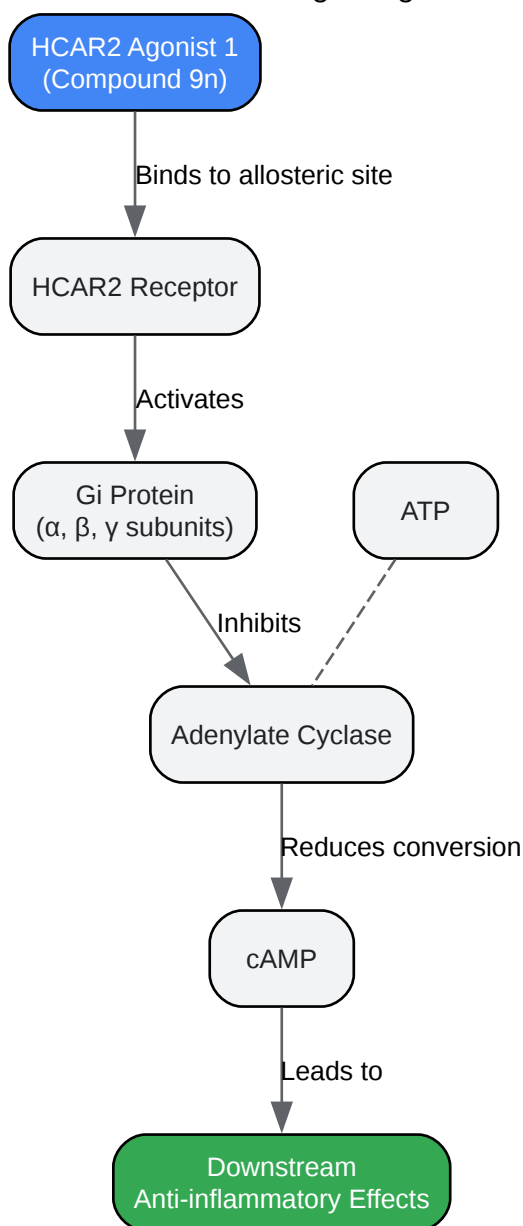 HCAR2 Agonist 1
(Compound 9n)
Binds to allosteric site
HCAR2 Receptor
Activates
Gi Protein
(α, β, γ subunits)
ATP
Inhibits
Adenylate Cyclase
Reduces conversion
cAMP
Leads to
Downstream
Anti-inflammatory Effects